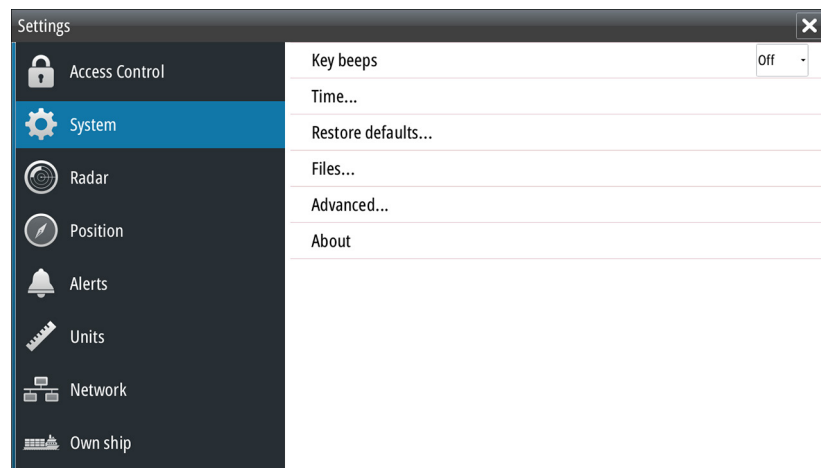 Settings
Access Control
System
Radar
Position
Alerts
Units
Network
Own ship
Key beeps
Off
Time...
Restore defaults...
Files...
Advanced...
About